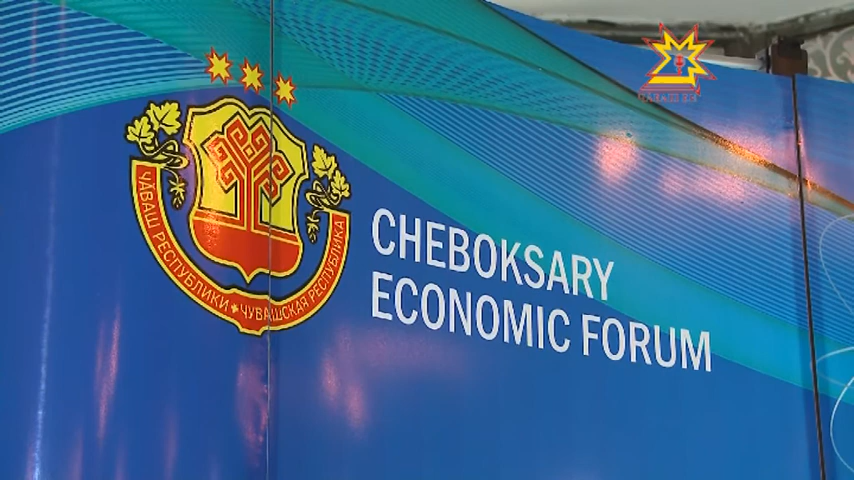 ЧӐВАШ РЕСПУБЛИКИ ✦ ЧУВАШСКАЯ РЕСПУБЛИКА
CHEBOKSARY
ECONOMIC FORUM